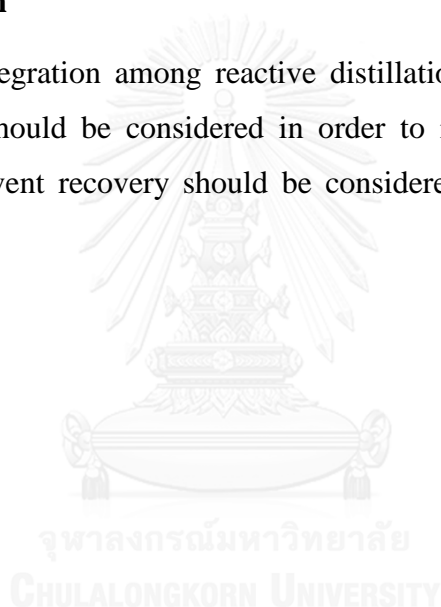 egration among reactive distillatio
hould be considered in order to
vent recovery should be considere
จุฬาลงกรณ์มหาวิทยาลัย
CHULALONGKORN UNIVERSITY